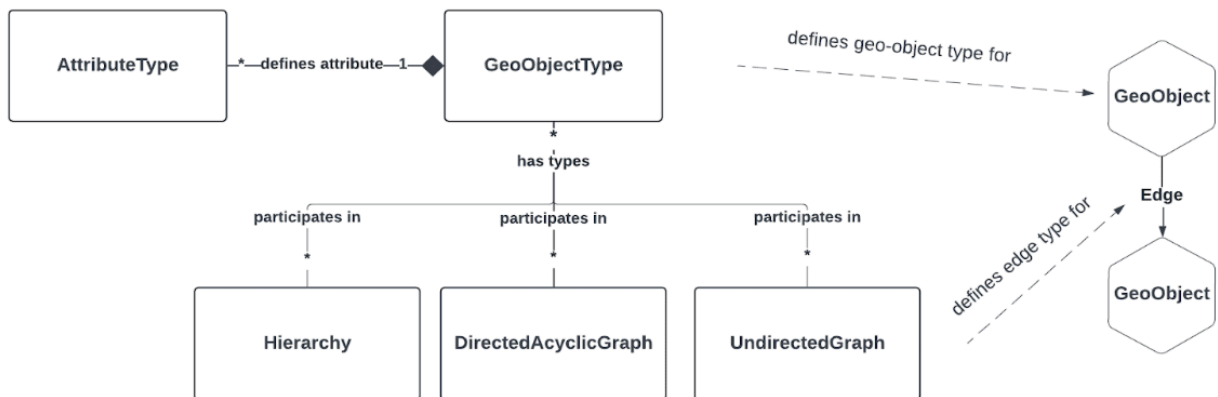 defines geo-object type for
AttributeType
* defines attribute 1
GeoObjectType
GeoObject
*
has types
Edge
participates in
participates in
participates in
defines edge type for
*
*
*
GeoObject
Hierarchy
DirectedAcyclicGraph
UndirectedGraph